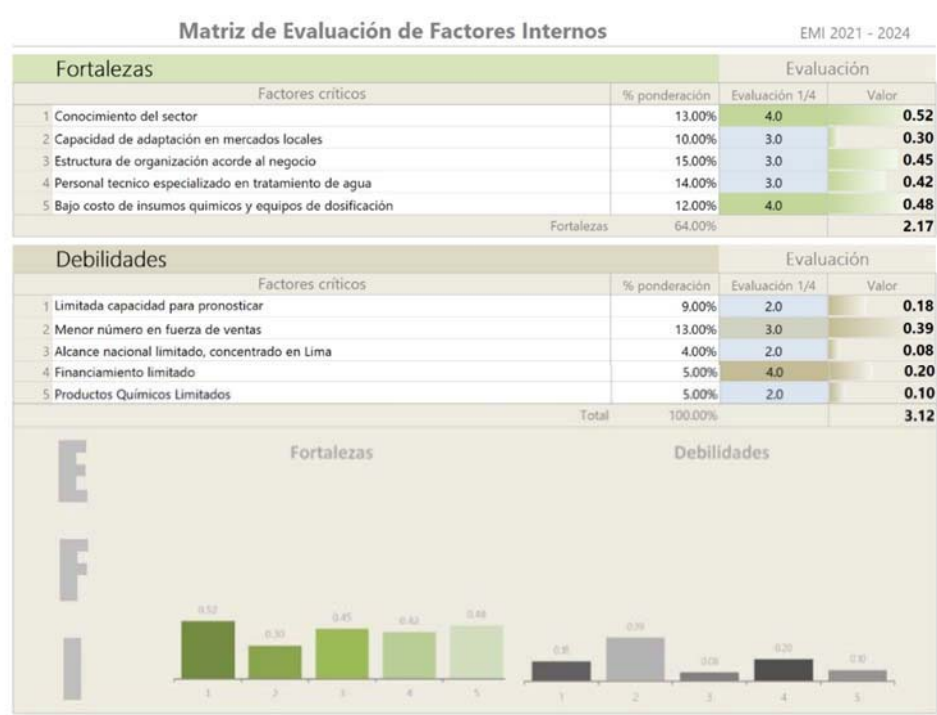 Matriz de Evaluación de Factores Internos EMI 2021 - 2024
Fortalezas Evaluación
Factores críticos % ponderación Evaluación 1/4 Valor
1 Conocimiento del sector 13.00% 4.0 0.52
2 Capacidad de adaptación en mercados locales 10.00% 3.0 0.30
3 Estructura de organización acorde al negocio 15.00% 3.0 0.45
4 Personal tecnico especializado en tratamiento de agua 14.00% 3.0 0.42
5 Bajo costo de insumos quimicos y equipos de dosificación 12.00% 4.0 0.48
Fortalezas 64.00% 2.17
Debilidades Evaluación
Factores críticos % ponderación Evaluación 1/4 Valor
1 Limitada capacidad para pronosticar 9.00% 2.0 0.18
2 Menor número en fuerza de ventas 13.00% 3.0 0.39
3 Alcance nacional limitado, concentrado en Lima 4.00% 2.0 0.08
4 Financiamiento limitado 5.00% 4.0 0.20
5 Productos Químicos Limitados 5.00% 2.0 0.10
Total 100.00% 3.12
E
F
I
Fortalezas Debilidades
0.52 0.30 0.45 0.42 0.48 0.39 0.08 0.20 0.10
1 2 3 4 5 1 2 3 4 5